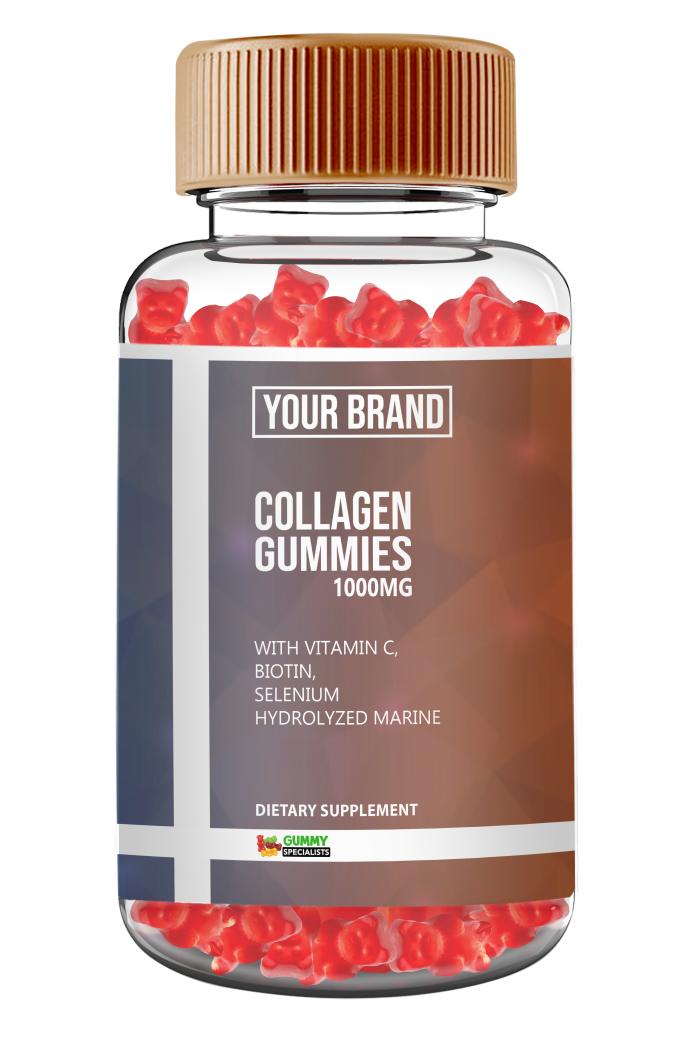 YOUR BRAND
COLLAGEN
GUMMIES
1000MG
WITH VITAMIN C,
BIOTIN,
SELENIUM
HYDROLYZED MARINE
DIETARY SUPPLEMENT
GUMMY
SPECIALISTS